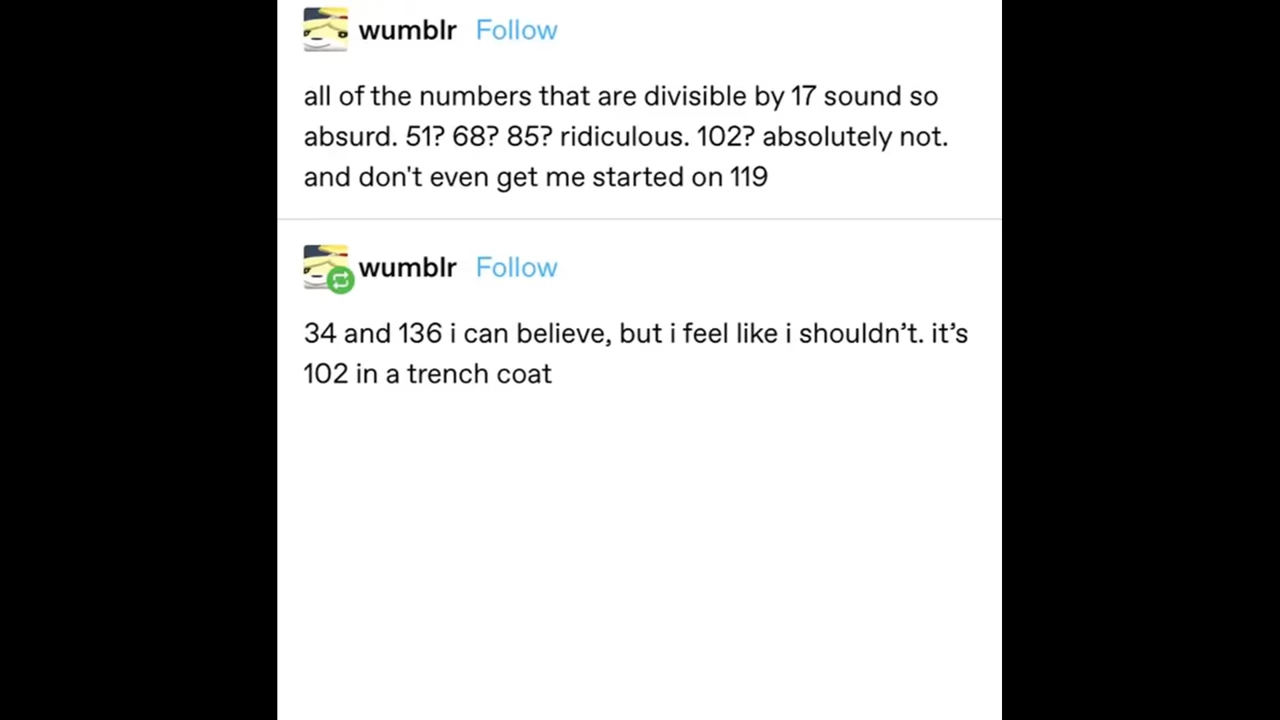 wumblr Follow
all of the numbers that are divisible by 17 sound so
absurd. 51? 68? 85? ridiculous. 102? absolutely not.
and don't even get me started on 119
wumblr Follow
34 and 136 i can believe, but i feel like i shouldn’t. it’s
102 in a trench coat